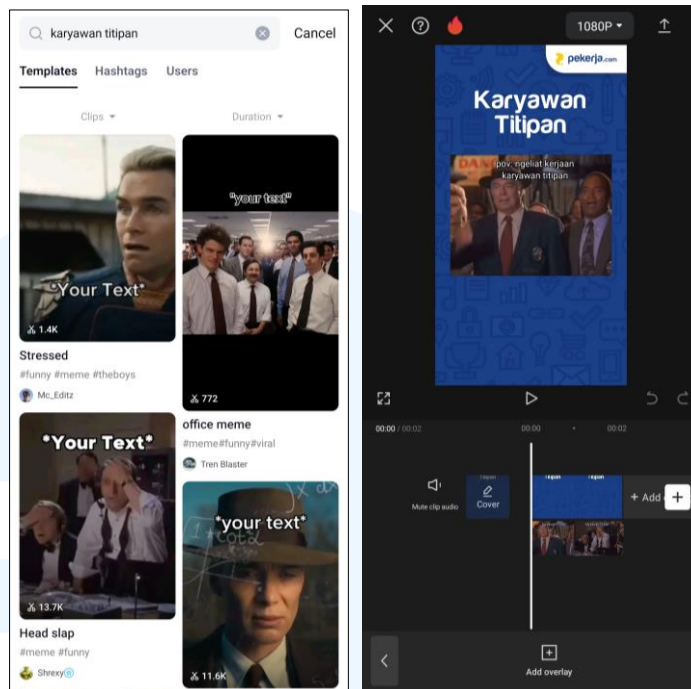 karyawan titipan
Cancel
Templates Hashtags Users
Clips
Duration
*Your Text*
1.4K
Stressed
#funny #meme #theboys
Mc_Editz
"your text"
772
office meme
#meme#funny#viral
Tren Blaster
*Your Text*
13.7K
Head slap
#meme #funny
Shrexy
*your text*
11.6K
1080P
pekerja.com
Karyawan
Titipan
pov: ngeliat kerjaan
karyawan titipan
00:00 / 00:02
00:00
00:02
Mute clip audio
Cover
+ Add
Add overlay